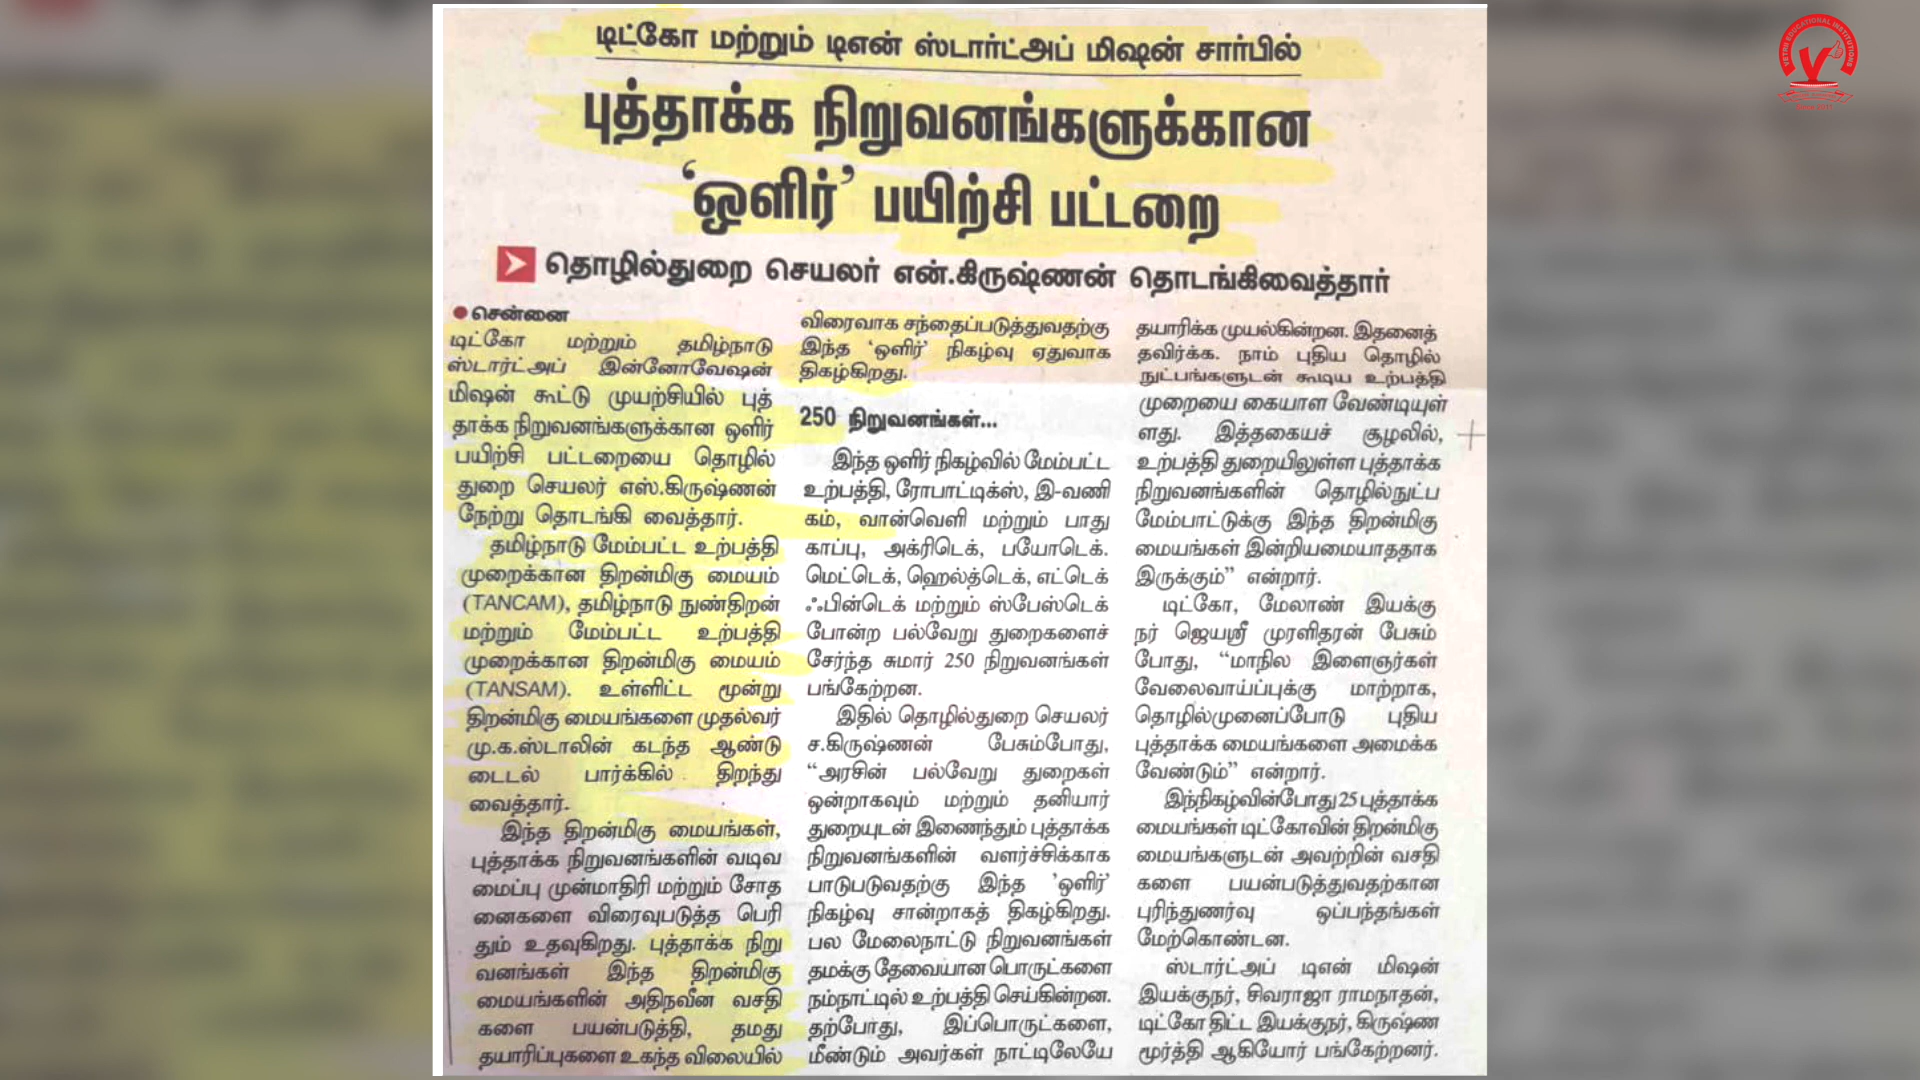 டிட்கோ மற்றும் டிஎன் ஸ்டார்ட்அப் மிஷன் சார்பில்
புத்தாக்க நிறுவனங்களுக்கான
‘ஒளிர்’ பயிற்சி பட்டறை
தொழில்துறை செயலர் என்.கிருஷ்ணன் தொடங்கிவைத்தார்
சென்னை
டிட்கோ மற்றும் தமிழ்நாடு
ஸ்டார்ட்அப் இன்னோவேஷன்
மிஷன் கூட்டு முயற்சியில் புத்
தாக்க நிறுவனங்களுக்கான ஒளிர்
பயிற்சி பட்டறையை தொழில்
துறை செயலர் எஸ்.கிருஷ்ணன்
நேற்று தொடங்கி வைத்தார்.
தமிழ்நாடு மேம்பட்ட உற்பத்தி
முறைக்கான திறன்மிகு மையம்
(TANCAM), தமிழ்நாடு நுண்திறன்
மற்றும் மேம்பட்ட உற்பத்தி
முறைக்கான திறன்மிகு மையம்
(TANSAM). உள்ளிட்ட மூன்று
திறன்மிகு மையங்களை முதல்வர்
மு.க.ஸ்டாலின் கடந்த ஆண்டு
டைடல் பார்க்கில் திறந்து
வைத்தார்.
இந்த திறன்மிகு மையங்கள்,
புத்தாக்க நிறுவனங்களின் வடிவ
மைப்பு முன்மாதிரி மற்றும் சோத
னைகளை விரைவுபடுத்த பெரி
தும் உதவுகிறது. புத்தாக்க நிறு
வனங்கள் இந்த திறன்மிகு
மையங்களின் அதிநவீன வசதி
களை பயன்படுத்தி, தமது
தயாரிப்புகளை உகந்த விலையில்
விரைவாக சந்தைப்படுத்துவதற்கு
இந்த ‘ஒளிர்’ நிகழ்வு ஏதுவாக
திகழ்கிறது.
250 நிறுவனங்கள்...
இந்த ஒளிர் நிகழ்வில் மேம்பட்ட
உற்பத்தி, ரோபாட்டிக்ஸ், இ-வணி
கம், வான்வெளி மற்றும் பாது
காப்பு, அக்ரிடெக், பயோடெக்.
மெட்டெக், ஹெல்த்டெக், எட்டெக்
ஃபின்டெக் மற்றும் ஸ்பேஸ்டெக்
போன்ற பல்வேறு துறைகளைச்
சேர்ந்த சுமார் 250 நிறுவனங்கள்
பங்கேற்றன.
இதில் தொழில்துறை செயலர்
ச.கிருஷ்ணன் பேசும்போது,
“அரசின் பல்வேறு துறைகள்
ஒன்றாகவும் மற்றும் தனியார்
துறையுடன் இணைந்தும் புத்தாக்க
நிறுவனங்களின் வளர்ச்சிக்காக
பாடுபடுவதற்கு இந்த ‘ஒளிர்’
நிகழ்வு சான்றாகத் திகழ்கிறது.
பல மேலைநாட்டு நிறுவனங்கள்
தமக்கு தேவையான பொருட்களை
நம்நாட்டில் உற்பத்தி செய்கின்றன.
தற்போது, இப்பொருட்களை,
மீண்டும் அவர்கள் நாட்டிலேயே
தயாரிக்க முயல்கின்றன. இதனைத்
தவிர்க்க. நாம் புதிய தொழில்
நுட்பங்களுடன் கூடிய உற்பத்தி
முறையை கையாள வேண்டியுள்
ளது. இத்தகையச் சூழலில்,
உற்பத்தி துறையிலுள்ள புத்தாக்க
நிறுவனங்களின் தொழில்நுட்ப
மேம்பாட்டுக்கு இந்த திறன்மிகு
மையங்கள் இன்றியமையாததாக
இருக்கும்” என்றார்.
டிட்கோ, மேலாண் இயக்கு
நர் ஜெயஸ்ரீ முரளிதரன் பேசும்
போது, “மாநில இளைஞர்கள்
வேலைவாய்ப்புக்கு மாற்றாக,
தொழில்முனைப்போடு புதிய
புத்தாக்க மையங்களை அமைக்க
வேண்டும்” என்றார்.
இந்நிகழ்வின்போது 25 புத்தாக்க
மையங்கள் டிட்கோவின் திறன்மிகு
மையங்களுடன் அவற்றின் வசதி
களை பயன்படுத்துவதற்கான
புரிந்துணர்வு ஒப்பந்தங்கள்
மேற்கொண்டன.
ஸ்டார்ட்அப் டிஎன் மிஷன்
இயக்குநர், சிவராஜா ராமநாதன்,
டிட்கோ திட்ட இயக்குநர், கிருஷ்ண
மூர்த்தி ஆகியோர் பங்கேற்றனர்.
VETRII EDUCATIONAL INSTITUTIONS